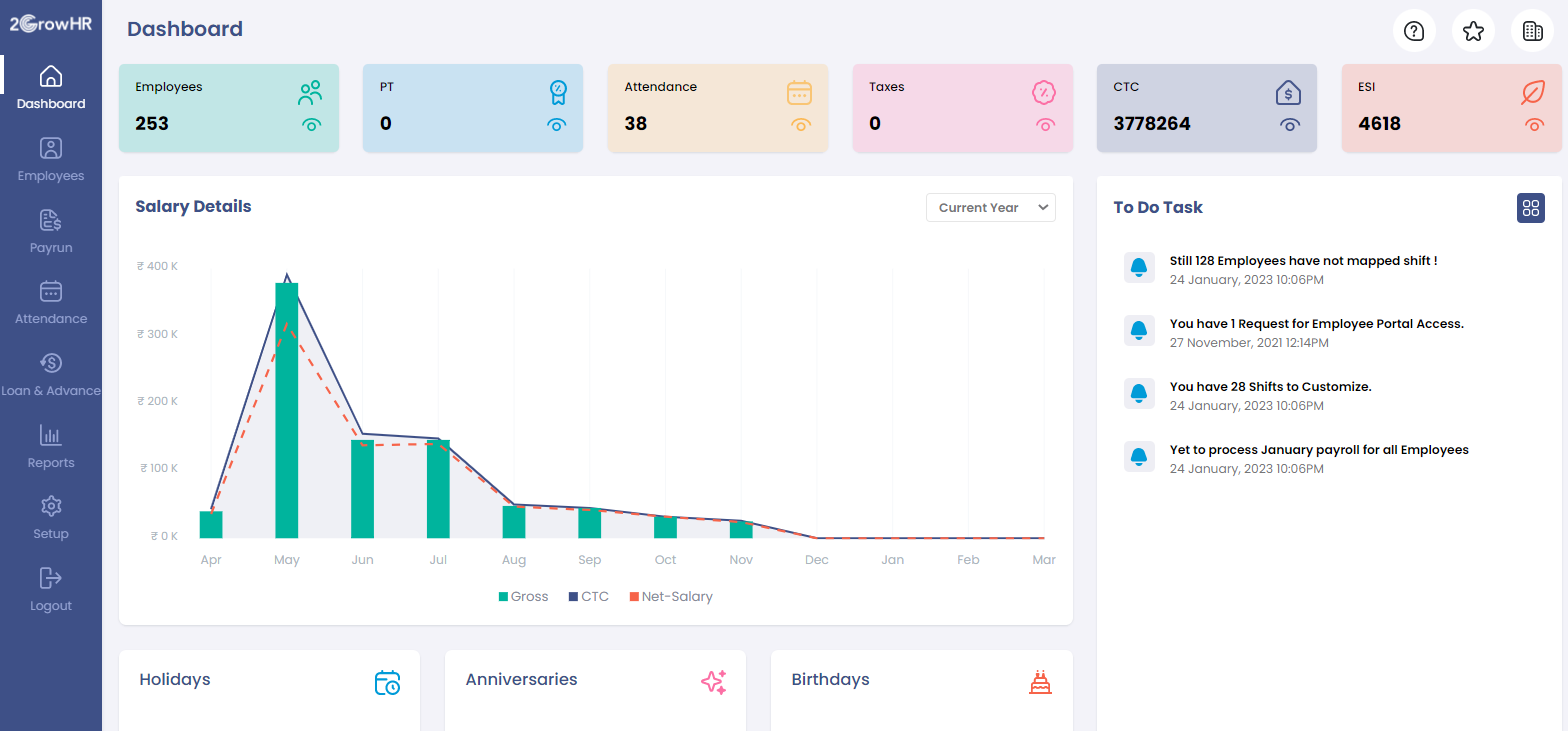 2GrowHR
Dashboard
Employees
Payrun
Attendance
Loan & Advance
Reports
Setup
Logout
Dashboard
Employees
253
PT
0
Attendance
38
Taxes
0
CTC
3778264
ESI
4618
Salary Details
Current Year
₹ 400 K
₹ 300 K
₹ 200 K
₹ 100 K
₹ 0 K
Apr May Jun Jul Aug Sep Oct Nov Dec Jan Feb Mar
Gross CTC Net-Salary
To Do Task
Still 128 Employees have not mapped shift !
24 January, 2023 10:06PM
You have 1 Request for Employee Portal Access.
27 November, 2021 12:14PM
You have 28 Shifts to Customize.
24 January, 2023 10:06PM
Yet to process January payroll for all Employees
24 January, 2023 10:06PM
Holidays
Anniversaries
Birthdays